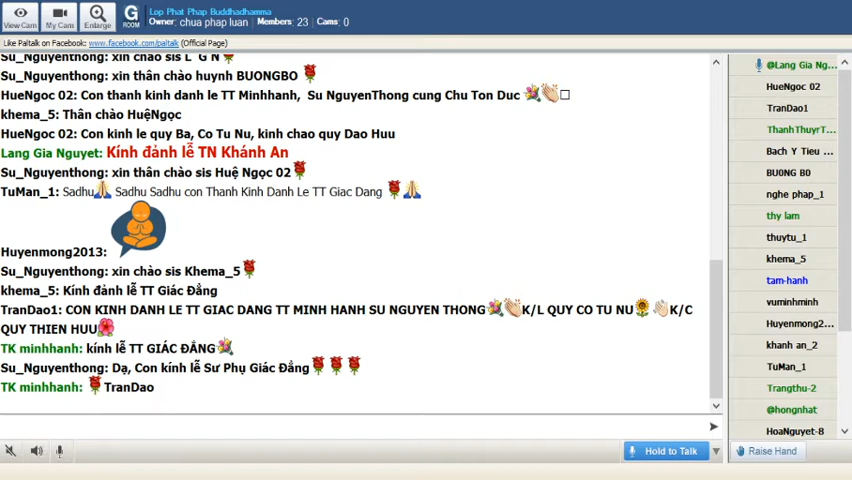 View Cam
My Cam
Enlarge
G
ROOM
Lop Phat Phap Buddhadhamma
Owner: chua phap luan Members: 23 Cams: 0
Like Paltalk on Facebook: www.facebook.com/paltalk (Official Page)
Su_Nguyenthong: xin chào sis L G N
Su_Nguyenthong: xin thân chào huynh BUONGBO
HueNgoc 02: Con thanh kinh danh le TT Minhhanh, Su NguyenThong cung Chu Ton Duc
khema_5: Thân chào HuệNgọc
HueNgoc 02: Con kinh le quy Ba, Co Tu Nu, kinh chao quy Dao Huu
Lang Gia Nguyet: Kính đảnh lễ TN Khánh An
Su_Nguyenthong: xin thân chào sis Huệ Ngọc 02
TuMan_1: Sadhu Sadhu Sadhu con Thanh Kinh Danh Le TT Giac Dang
Huyenmong2013:
Su_Nguyenthong: xin chào sis Khema_5
khema_5: Kính đảnh lễ TT Giác Đẳng
TranDao1: CON KINH DANH LE TT GIAC DANG TT MINH HANH SU NGUYEN THONG K/L QUY CO TU NU K/C
QUY THIEN HUU
TK minhhanh: kính lễ TT GIÁC ĐẲNG
Su_Nguyenthong: Dạ, Con kính lễ Sư Phụ Giác Đẳng
TK minhhanh: TranDao
@Lang Gia Ng...
HueNgoc 02
TranDao1
ThanhThuyrT...
Bach Y Tieu ...
BU0NG B0
nghe phap_1
thy lam
thuytu_1
khema_5
tam-hanh
vuminhminh
Huyenmong2...
khanh an_2
TuMan_1
Trangthu-2
@hongnhat
HoaNguyet-8
Hold to Talk
Raise Hand